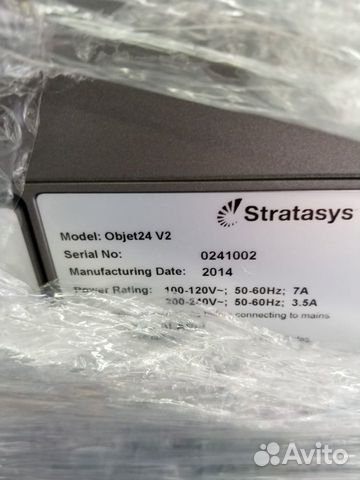 Stratasys
Model: Objet24 V2
Serial No: 0241002
Manufacturing Date: 2014
Power Rating: 100-120V~; 50-60Hz; 7A
200-240V~; 50-60Hz; 3.5A
before connecting to mains
Avito